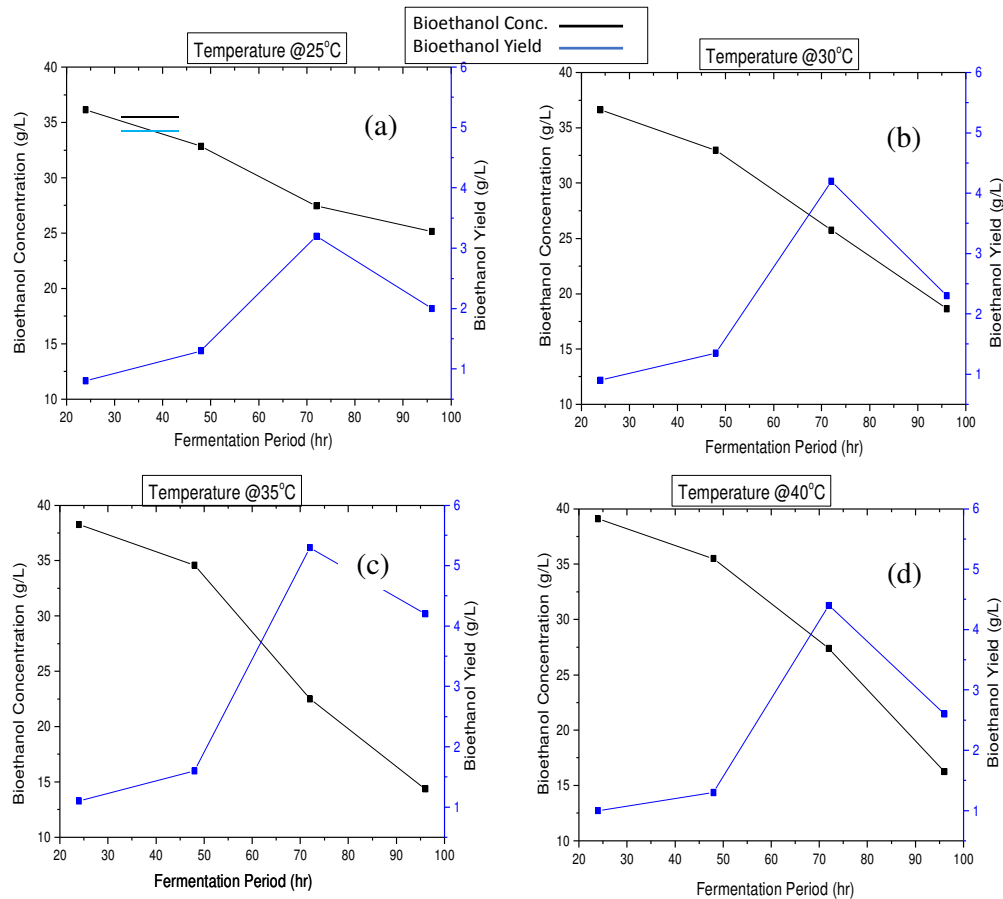 Bioethanol Conc.
Bioethanol Yield
Temperature @25°C
(a)
Bioethanol Concentration (g/L)
40
35
30
25
20
15
10
20 30 40 50 60 70 80 90 100
Fermentation Period (hr)
6
5
4
3
2
1
Bioethanol Yield (g/L)
Temperature @30°C
(b)
Bioethanol Concentration (g/L)
40
35
30
25
20
15
10
20 30 40 50 60 70 80 90 100
Fermentation Period (hr)
6
5
4
3
2
1
Bioethanol Yield (g/L)
Temperature @35°C
(c)
Bioethanol Concentration (g/L)
40
35
30
25
20
15
10
20 30 40 50 60 70 80 90 100
Fermentation Period (hr)
6
5
4
3
2
1
Bioethanol Yield (g/L)
Temperature @40°C
(d)
Bioethanol Concentration (g/L)
40
35
30
25
20
15
10
20 30 40 50 60 70 80 90 100
Fermentation Period (hr)
6
5
4
3
2
1
Bioethanol Yield (g/L)